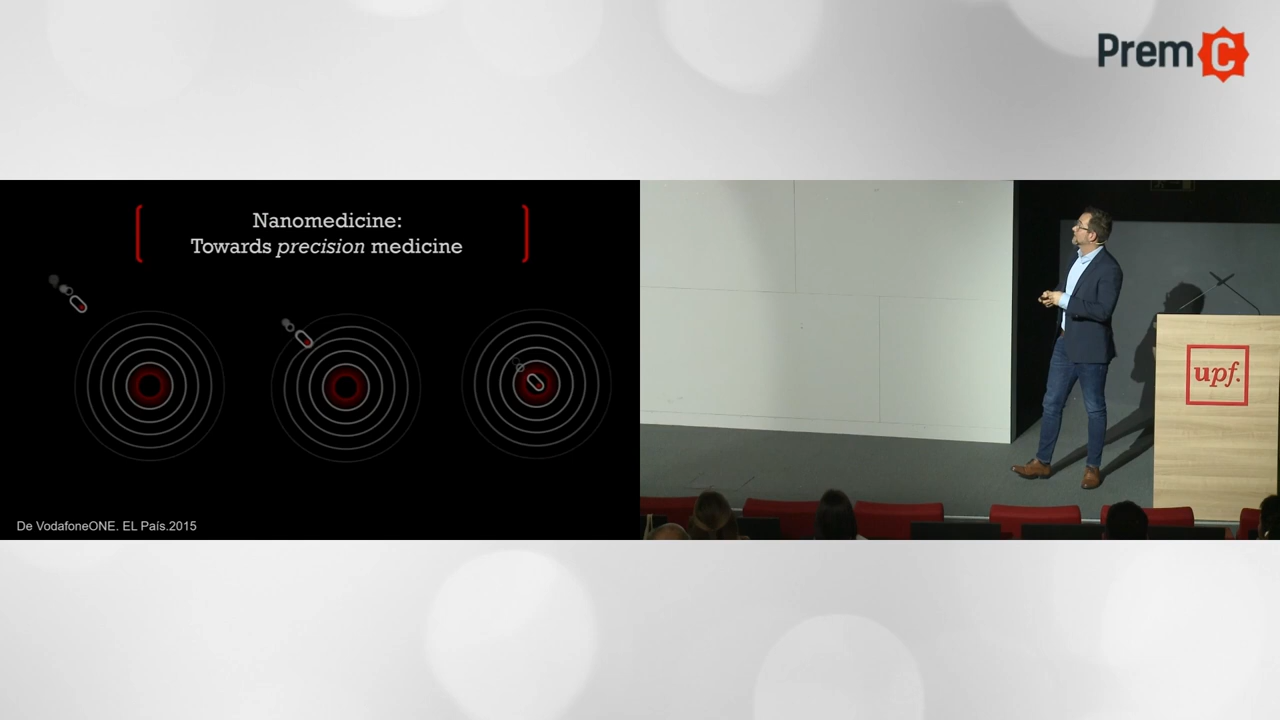 Prem C
Nanomedicine:
Towards precision medicine
upf.
De VodafoneONE. EL País.2015